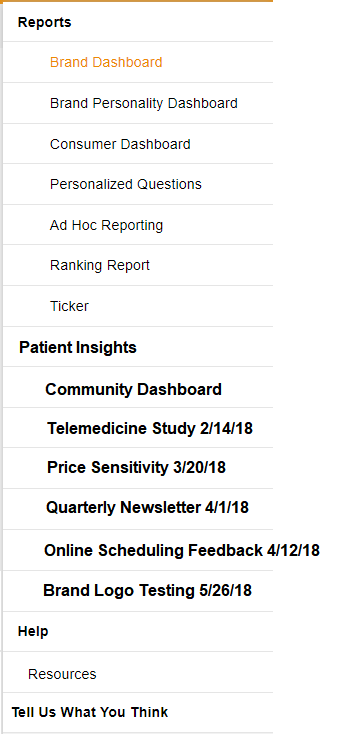 Reports
Brand Dashboard
Brand Personality Dashboard
Consumer Dashboard
Personalized Questions
Ad Hoc Reporting
Ranking Report
Ticker
Patient Insights
Community Dashboard
Telemedicine Study 2/14/18
Price Sensitivity 3/20/18
Quarterly Newsletter 4/1/18
Online Scheduling Feedback 4/12/18
Brand Logo Testing 5/26/18
Help
Resources
Tell Us What You Think